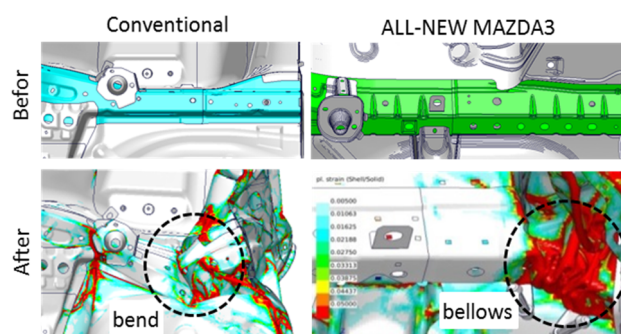 Conventional
ALL-NEW MAZDA3
Befor
After
pl. strain (Shell/Solid)
0.00500
0.01063
0.01625
0.02188
0.02750
0.03313
0.03875
0.04437
0.05000
bend
bellows